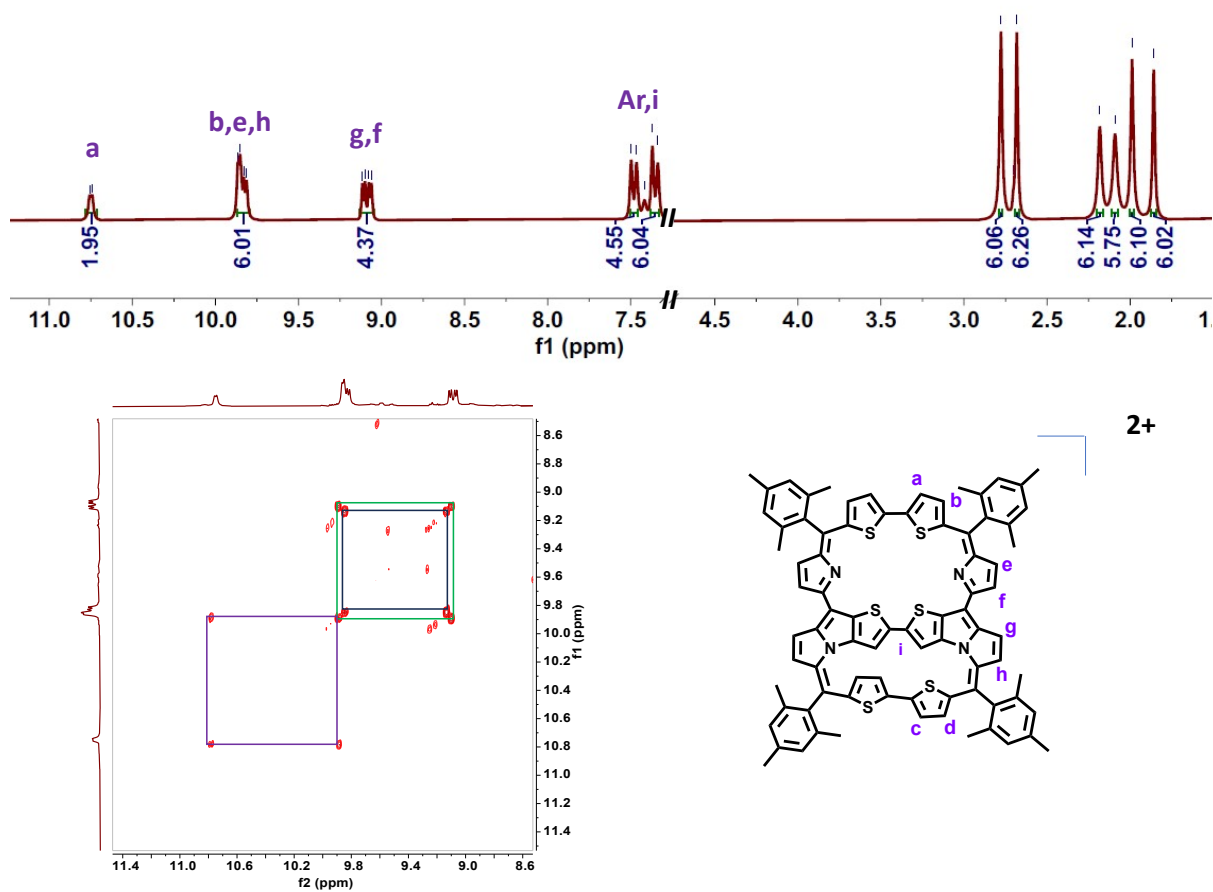 a
b,e,h
g,f
Ar,i
1.95
6.01
4.37
4.55
6.04
6.06
6.26
6.14
5.75
6.10
6.02
11.0 10.5 10.0 9.5 9.0 8.5 8.0 7.5 4.5 4.0 3.5 3.0 2.5 2.0
f1 (ppm)
8.6
9.0
9.2
9.4
9.6
9.8
10.0
10.2
10.4
10.6
10.8
11.0
11.2
11.4
f1 (ppm)
11.4 11.0 10.6 10.2 9.8 9.4 9.0 8.6
f2 (ppm)
2+
a
b
S S
e
N N
f
S S
g
N N
i
h
S
S
c d